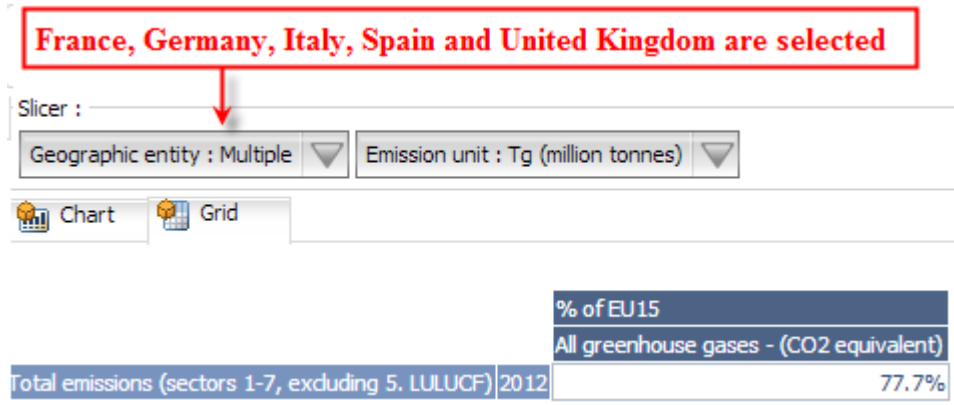 France, Germany, Italy, Spain and United Kingdom are selected
Slicer :
Geographic entity : Multiple Emission unit : Tg (million tonnes)
Chart Grid
% of EU15
All greenhouse gases - (CO2 equivalent)
Total emissions (sectors 1-7, excluding 5. LULUCF) 2012 77.7%